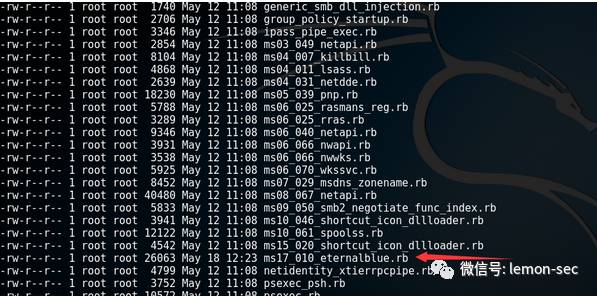 -rw-r--r-- 1 root root 1740 May 12 11:08 generic_smb_dll_injection.rb
-rw-r--r-- 1 root root 2706 May 12 11:08 group_policy_startup.rb
-rw-r--r-- 1 root root 3346 May 12 11:08 ipass_pipe_exec.rb
-rw-r--r-- 1 root root 2854 May 12 11:08 ms03_049_netapi.rb
-rw-r--r-- 1 root root 8104 May 12 11:08 ms04_007_killbill.rb
-rw-r--r-- 1 root root 4868 May 12 11:08 ms04_011_lsass.rb
-rw-r--r-- 1 root root 2639 May 12 11:08 ms04_031_netdde.rb
-rw-r--r-- 1 root root 18230 May 12 11:08 ms05_039_pnp.rb
-rw-r--r-- 1 root root 5788 May 12 11:08 ms06_025_rasmans_reg.rb
-rw-r--r-- 1 root root 3289 May 12 11:08 ms06_025_rras.rb
-rw-r--r-- 1 root root 9346 May 12 11:08 ms06_040_netapi.rb
-rw-r--r-- 1 root root 3931 May 12 11:08 ms06_066_nwapi.rb
-rw-r--r-- 1 root root 3538 May 12 11:08 ms06_066_nwwks.rb
-rw-r--r-- 1 root root 5925 May 12 11:08 ms06_070_wkssvc.rb
-rw-r--r-- 1 root root 8452 May 12 11:08 ms07_029_msdns_zonename.rb
-rw-r--r-- 1 root root 40480 May 12 11:08 ms08_067_netapi.rb
-rw-r--r-- 1 root root 5833 May 12 11:08 ms09_050_smb2_negotiate_func_index.rb
-rw-r--r-- 1 root root 3941 May 12 11:08 ms10_046_shortcut_icon_dllloader.rb
-rw-r--r-- 1 root root 12122 May 12 11:08 ms10_061_spoolss.rb
-rw-r--r-- 1 root root 4542 May 12 11:08 ms15_020_shortcut_icon_dllloader.rb
-rw-r--r-- 1 root root 26063 May 18 12:23 ms17_010_eternalblue.rb
-rw-r--r-- 1 root root 4799 May 12 11:08 netidentity_xtierrpcpipe.rb
-rw-r--r-- 1 root root 3752 May 12 11:08 psexec_psh.rb
-rw-r--r-- 1 root root 10572 May 12 11:08 psexec.rb
微信号: lemon-sec